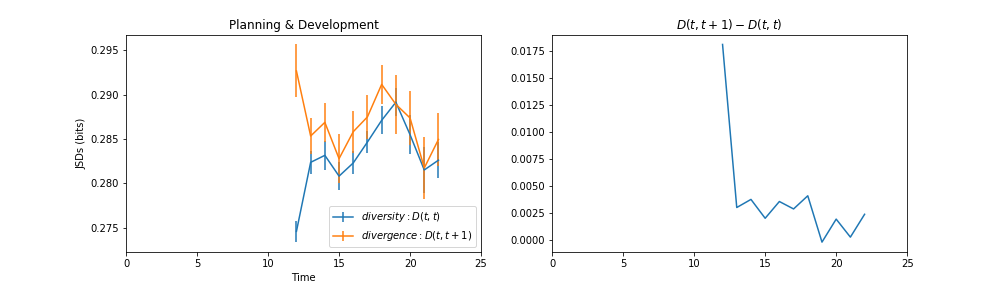 Planning & Development
JSDs (bits)
0.295
0.290
0.285
0.280
0.275
0 5 10 15 20 25
Time
diversity : D(t, t)
divergence : D(t, t + 1)
D(t, t + 1) − D(t, t)
0.0175
0.0150
0.0125
0.0100
0.0075
0.0050
0.0025
0.0000
0 5 10 15 20 25